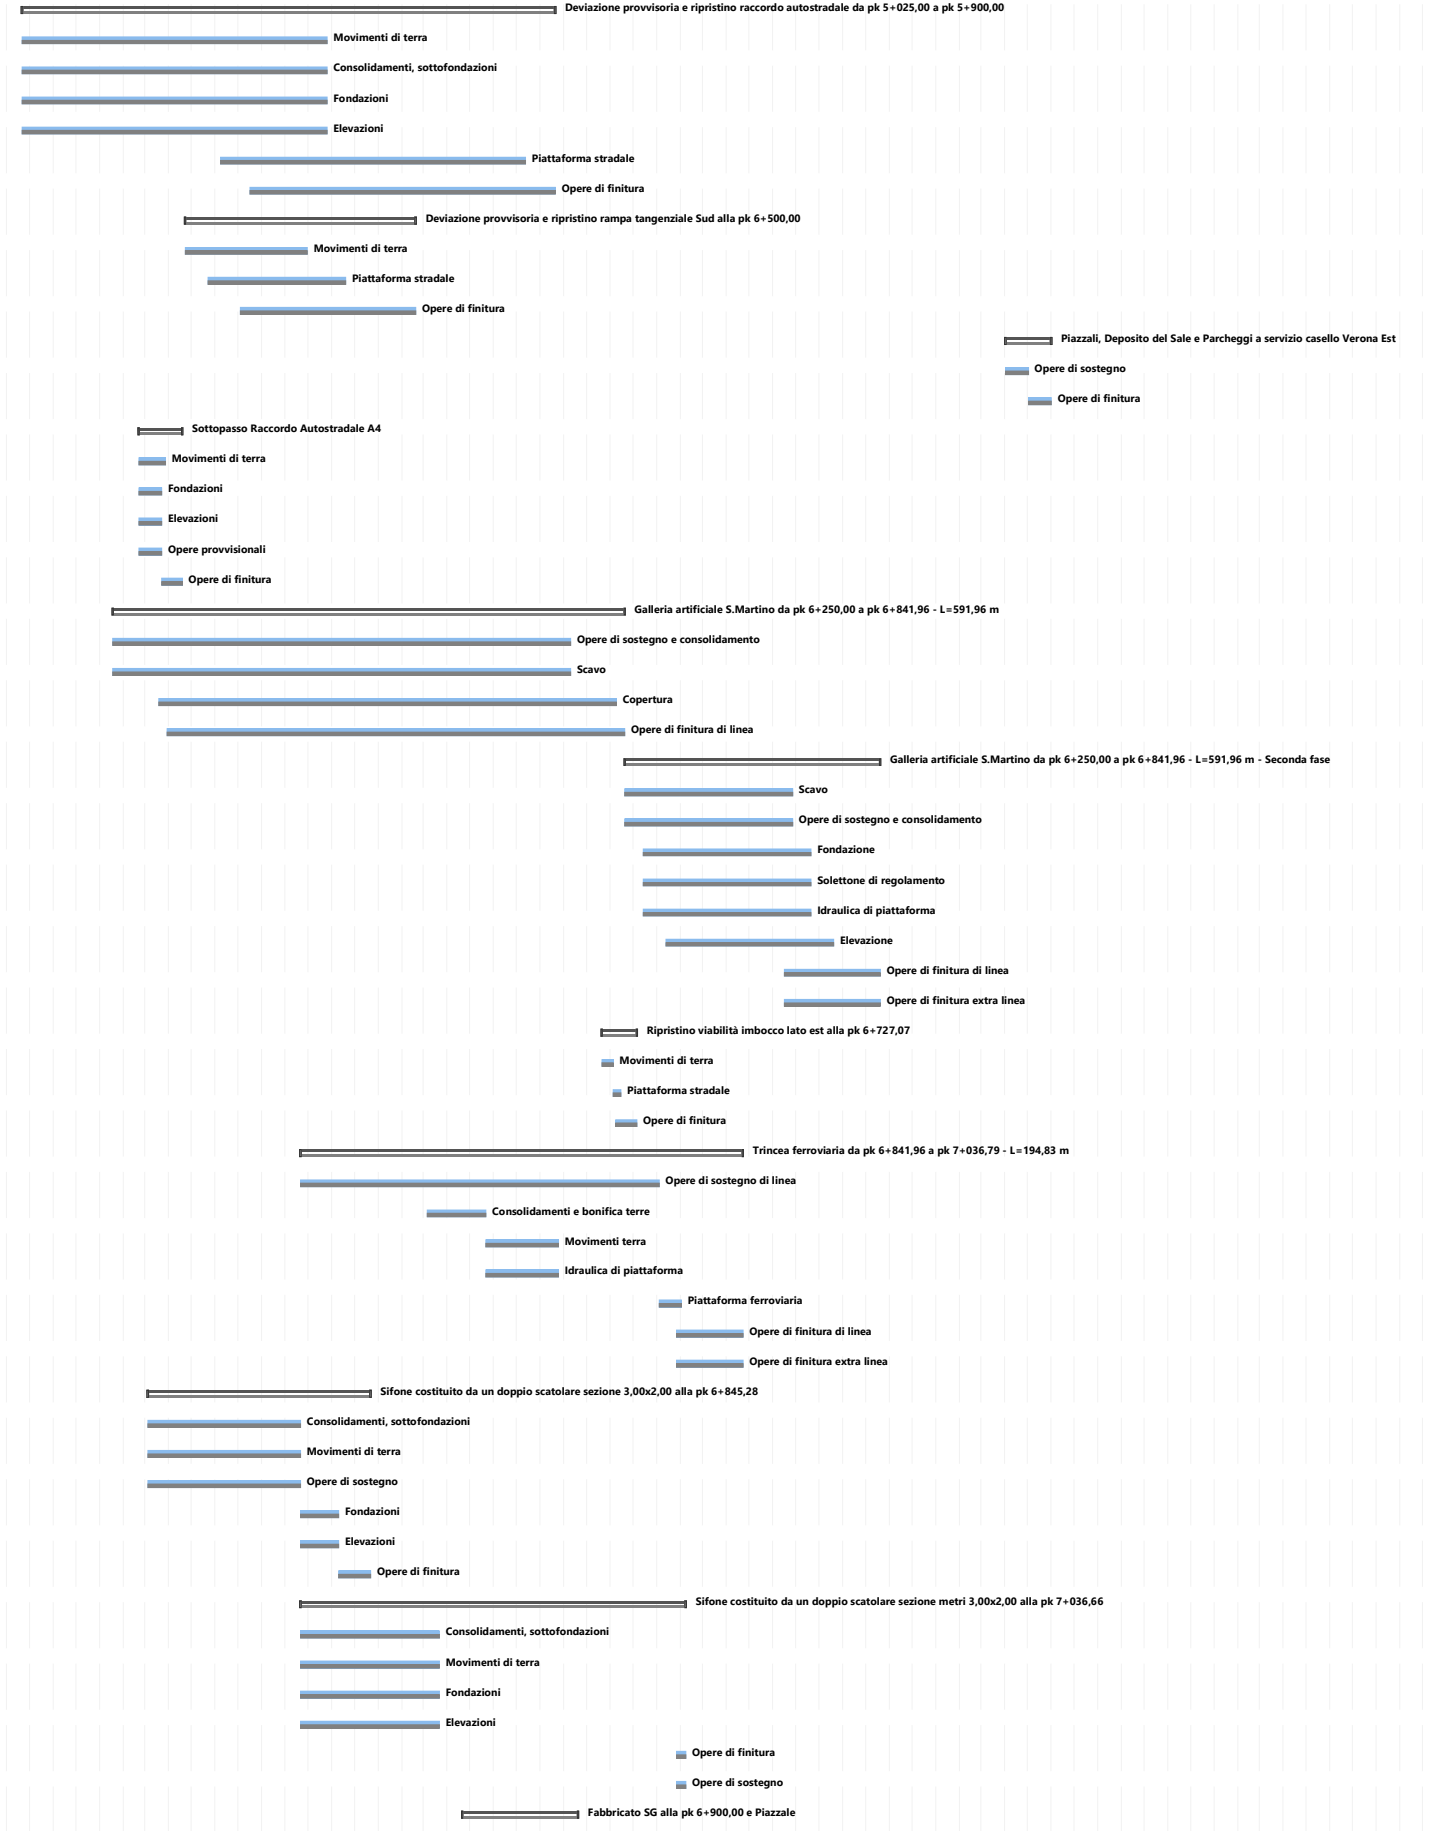 Deviazione provvisoria e ripristino raccordo autostradale da pk 5+025,00 a pk 5+900,00
Movimenti di terra
Consolidamenti, sottofondazioni
Fondazioni
Elevazioni
Piattaforma stradale
Opere di finitura
Deviazione provvisoria e ripristino rampa tangenziale Sud alla pk 6+500,00
Movimenti di terra
Piattaforma stradale
Opere di finitura
Piazzali, Deposito del Sale e Parcheggi a servizio casello Verona Est
Opere di sostegno
Opere di finitura
Sottopasso Raccordo Autostradale A4
Movimenti di terra
Fondazioni
Elevazioni
Opere provvisionali
Opere di finitura
Galleria artificiale S.Martino da pk 6+250,00 a pk 6+841,96 - L=591,96 m
Opere di sostegno e consolidamento
Scavo
Copertura
Opere di finitura di linea
Galleria artificiale S.Martino da pk 6+250,00 a pk 6+841,96 - L=591,96 m - Seconda fase
Scavo
Opere di sostegno e consolidamento
Fondazione
Solettone di regolamento
Idraulica di piattaforma
Elevazione
Opere di finitura di linea
Opere di finitura extra linea
Ripristino viabilità imbocco lato est alla pk 6+727,07
Movimenti di terra
Piattaforma stradale
Opere di finitura
Trincea ferroviaria da pk 6+841,96 a pk 7+036,79 - L=194,83 m
Opere di sostegno di linea
Consolidamenti e bonifica terre
Movimenti terra
Idraulica di piattaforma
Piattaforma ferroviaria
Opere di finitura di linea
Opere di finitura extra linea
Sifone costituito da un doppio scatolare sezione 3,00x2,00 alla pk 6+845,28
Consolidamenti, sottofondazioni
Movimenti di terra
Opere di sostegno
Fondazioni
Elevazioni
Opere di finitura
Sifone costituito da un doppio scatolare sezione metri 3,00x2,00 alla pk 7+036,66
Consolidamenti, sottofondazioni
Movimenti di terra
Fondazioni
Elevazioni
Opere di finitura
Opere di sostegno
Fabbricato SG alla pk 6+900,00 e Piazzale